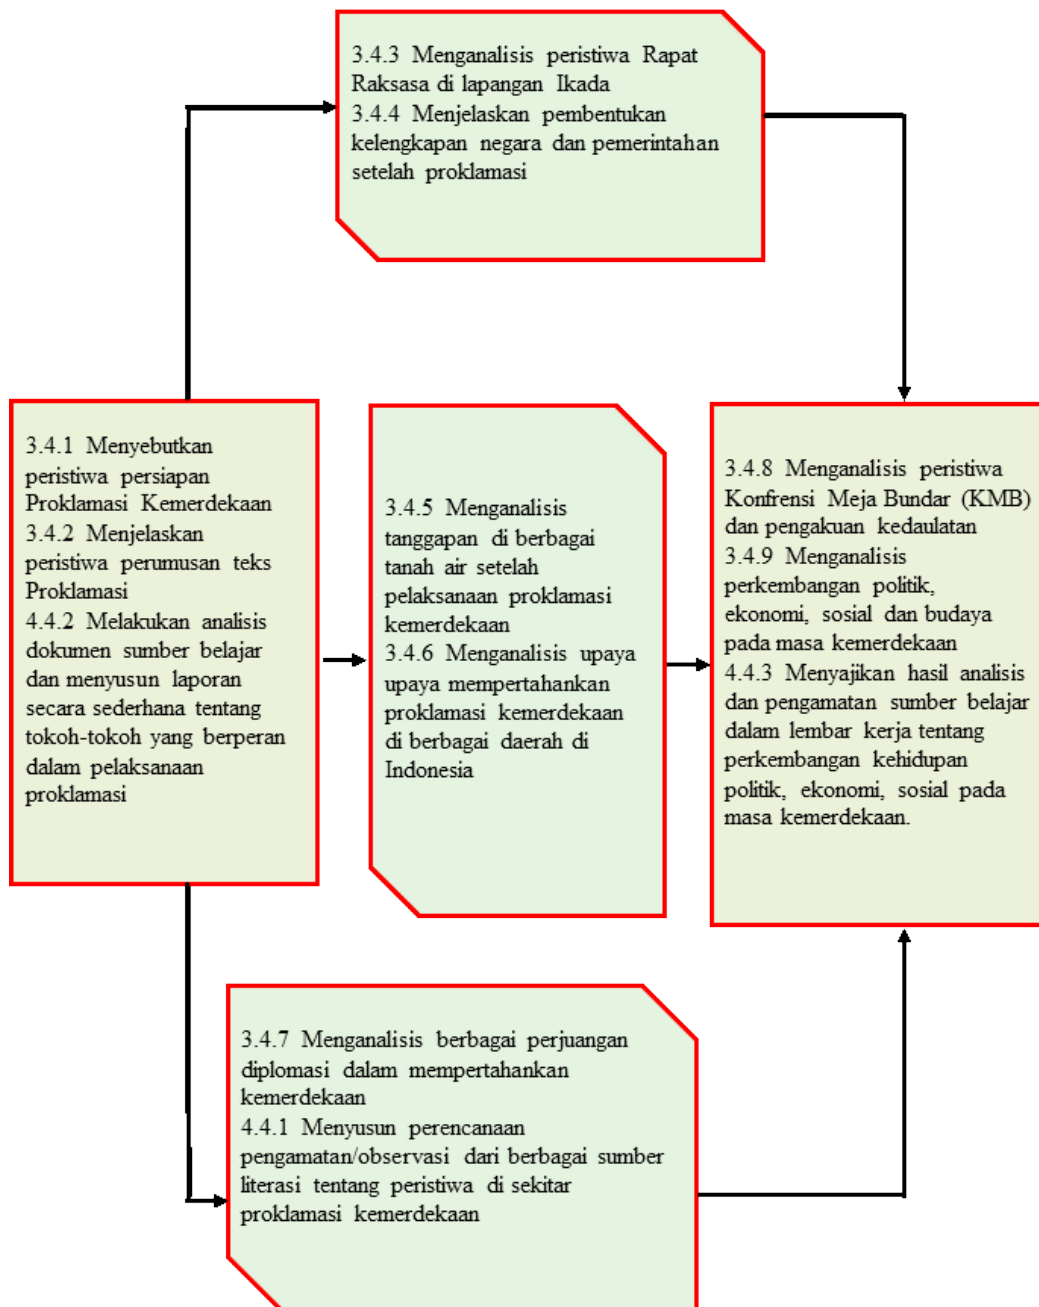 3.4.3 Menganalisis peristiwa Rapat
Raksasa di lapangan Ikada
3.4.4 Menjelaskan pembentukan
kelengkapan negara dan pemerintahan
setelah proklamasi
3.4.1 Menyebutkan
peristiwa persiapan
Proklamasi Kemerdekaan
3.4.2 Menjelaskan
peristiwa perumusan teks
Proklamasi
4.4.2 Melakukan analisis
dokumen sumber belajar
dan menyusun laporan
secara sederhana tentang
tokoh-tokoh yang berperan
dalam pelaksanaan
proklamasi
3.4.5 Menganalisis
tanggapan di berbagai
tanah air setelah
pelaksanaan proklamasi
kemerdekaan
3.4.6 Menganalisis upaya
upaya mempertahankan
proklamasi kemerdekaan
di berbagai daerah di
Indonesia
3.4.8 Menganalisis peristiwa
Konfrensi Meja Bundar (KMB)
dan pengakuan kedaulatan
3.4.9 Menganalisis
perkembangan politik,
ekonomi, sosial dan budaya
pada masa kemerdekaan
4.4.3 Menyajikan hasil analisis
dan pengamatan sumber belajar
dalam lembar kerja tentang
perkembangan kehidupan
politik, ekonomi, sosial pada
masa kemerdekaan.
3.4.7 Menganalisis berbagai perjuangan
diplomasi dalam mempertahankan
kemerdekaan
4.4.1 Menyusun perencanaan
pengamatan/observasi dari berbagai sumber
literasi tentang peristiwa di sekitar
proklamasi kemerdekaan